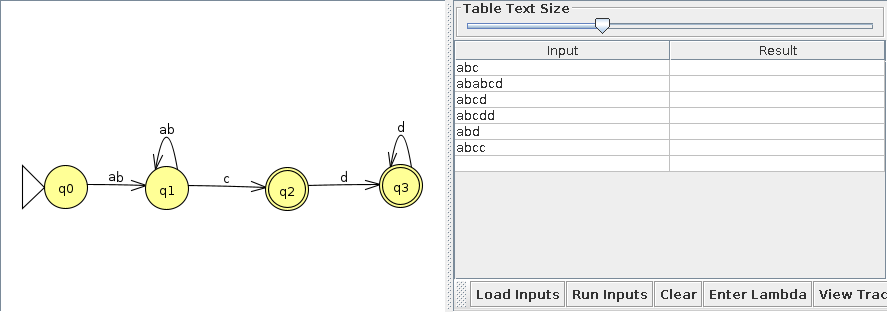 Table Text Size
Input Result
abc
ababcd
abcd
abcdd
abd
abcc
ab d
q0 ab q1 c q2 d q3
Load Inputs Run Inputs Clear Enter Lambda View Trac